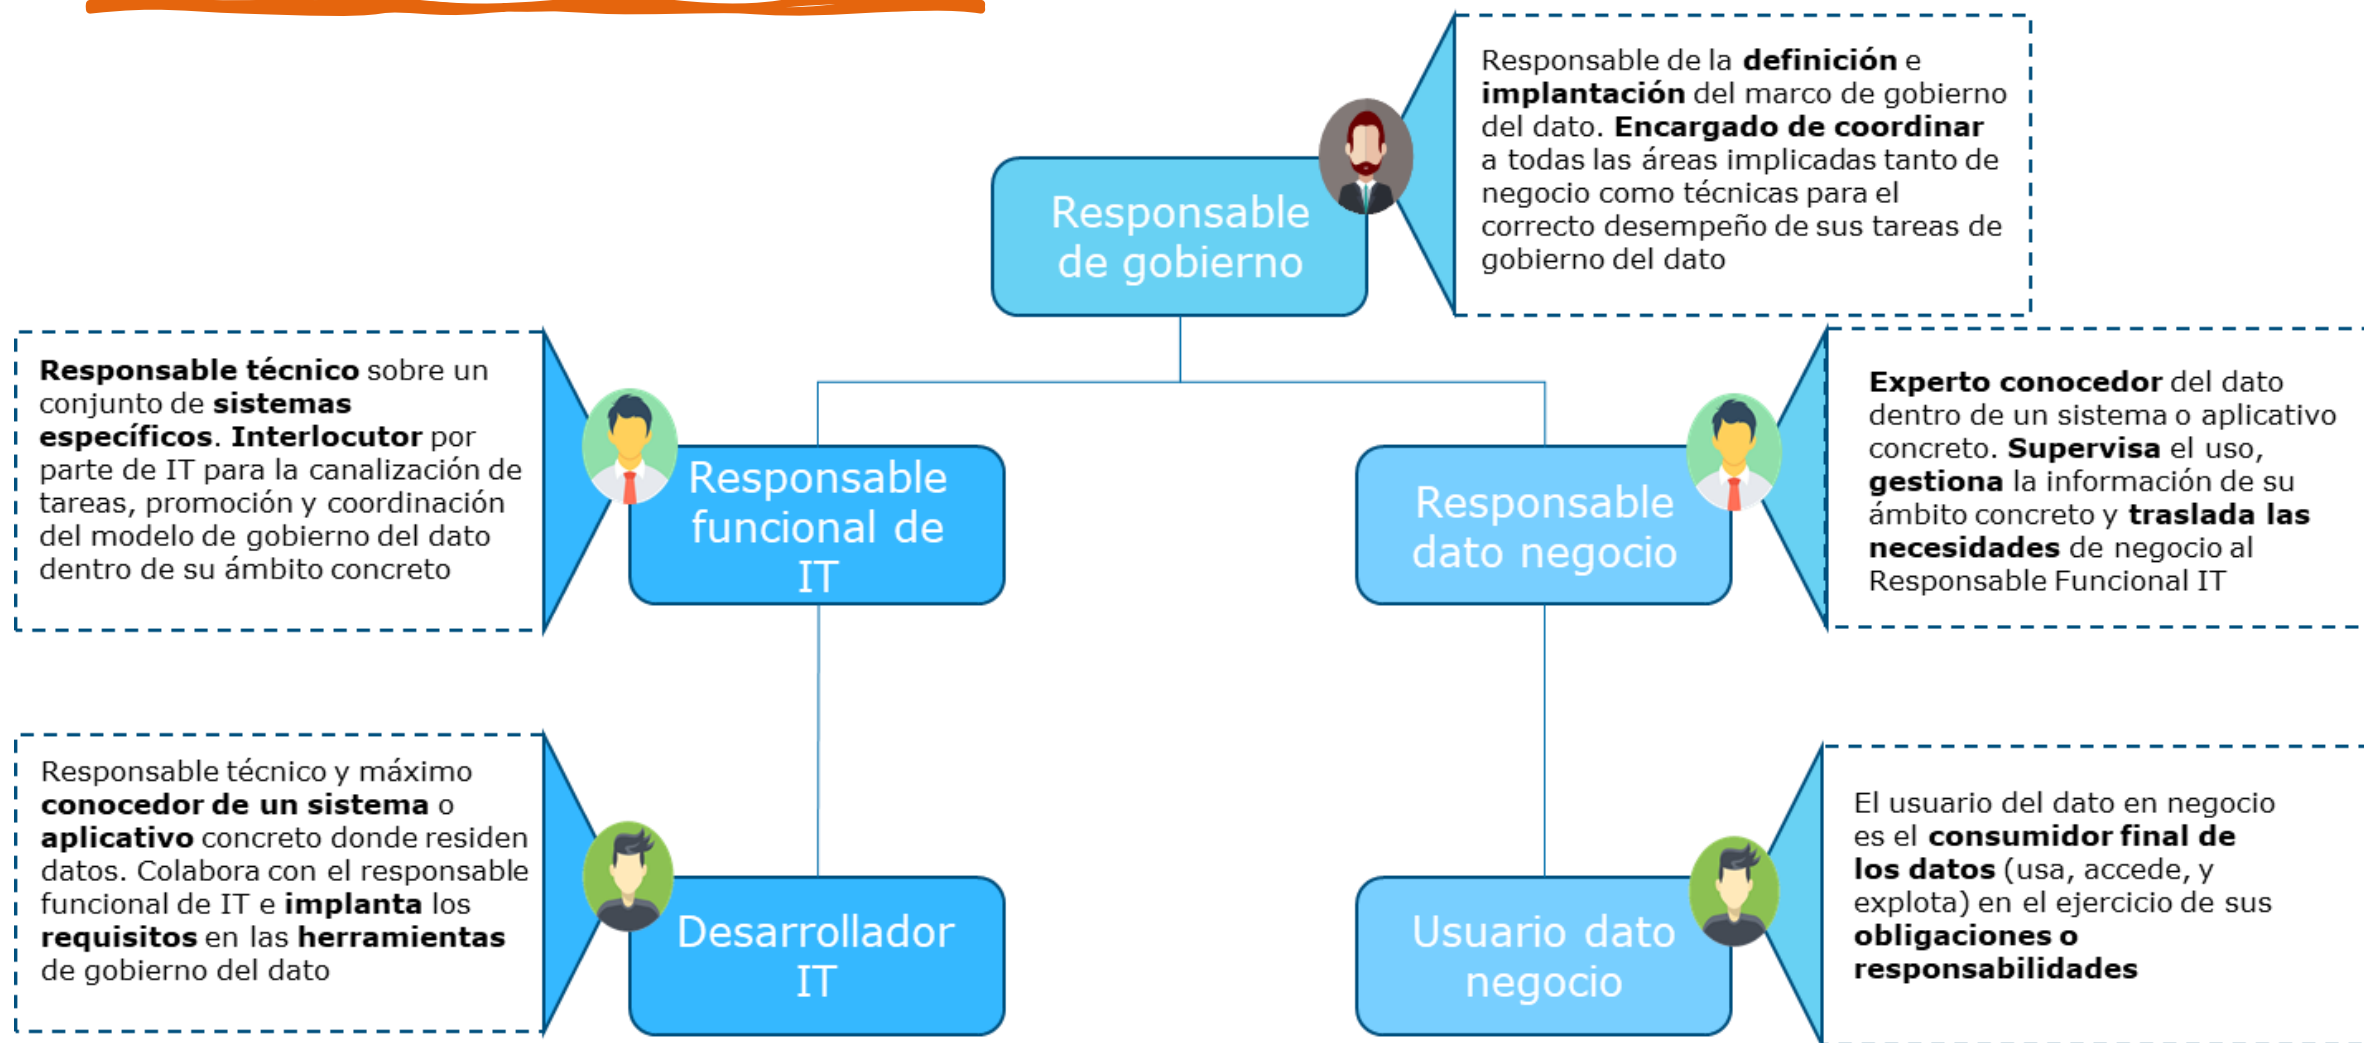 Responsable de la definición e
implantación del marco de gobierno
del dato. Encargado de coordinar
a todas las áreas implicadas tanto de
negocio como técnicas para el
correcto desempeño de sus tareas de
gobierno del dato
Responsable
de gobierno
Responsable técnico sobre un
conjunto de sistemas
específicos. Interlocutor por
parte de IT para la canalización de
tareas, promoción y coordinación
del modelo de gobierno del dato
dentro de su ámbito concreto
Responsable
funcional de
IT
Responsable
dato negocio
Experto conocedor del dato
dentro de un sistema o aplicativo
concreto. Supervisa el uso,
gestiona la información de su
ámbito concreto y traslada las
necesidades de negocio al
Responsable Funcional IT
Responsable técnico y máximo
conocedor de un sistema o
aplicativo concreto donde residen
datos. Colabora con el responsable
funcional de IT e implanta los
requisitos en las herramientas
de gobierno del dato
Desarrollador
IT
Usuario dato
negocio
El usuario del dato en negocio
es el consumidor final de
los datos (usa, accede, y
explota) en el ejercicio de sus
obligaciones o
responsabilidades